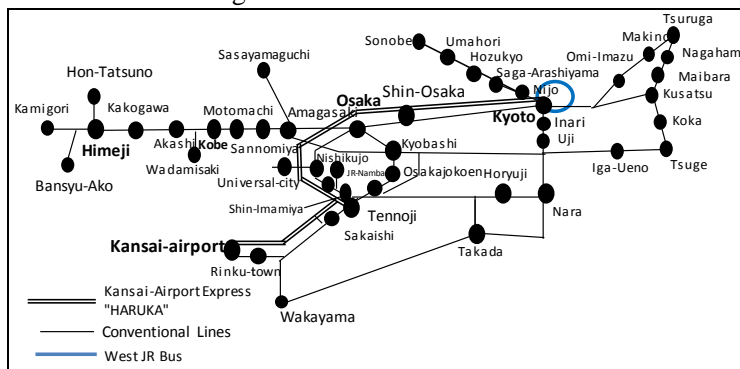 Tsuruga
Makino
Sonobe
Umahori
Omi-Imazu
Nagaham
Sasayamaguchi
Hozukyo
Maibara
Hon-Tatsuno
Saga-Arashiyama
Shin-Osaka
Nijo
Kusatsu
Osaka
Kamigori
Kakogawa
Motomachi
Amagasaki
Kyoto
Inari
Koka
Himeji
Akashi
Kobe
Sannomiya
Kyobashi
Uji
Wadamisaki
Nishikujo
Iga-Ueno
Tsuge
Bansyu-Ako
Universal-city
JR-Namba
Osakajokoen
Horyuji
Shin-Imamiya
Tennoji
Nara
Kansai-airport
Sakaishi
Takada
Rinku-town
Wakayama
Kansai-Airport Express
"HARUKA"
Conventional Lines
West JR Bus